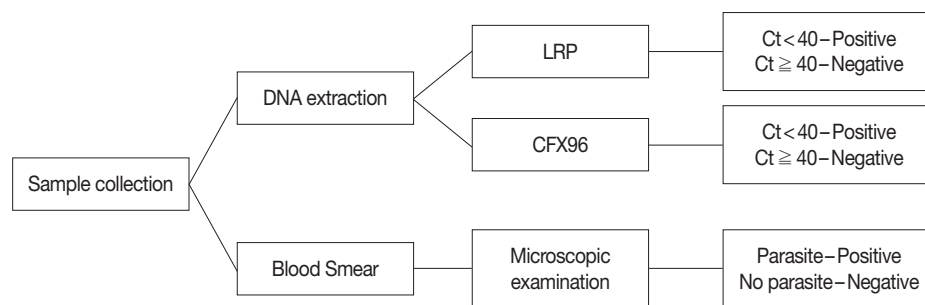 Sample collection
DNA extraction
LRP
Ct<40–Positive
Ct ≧ 40–Negative
CFX96
Ct<40–Positive
Ct ≧ 40–Negative
Blood Smear
Microscopic
examination
Parasite–Positive
No parasite–Negative